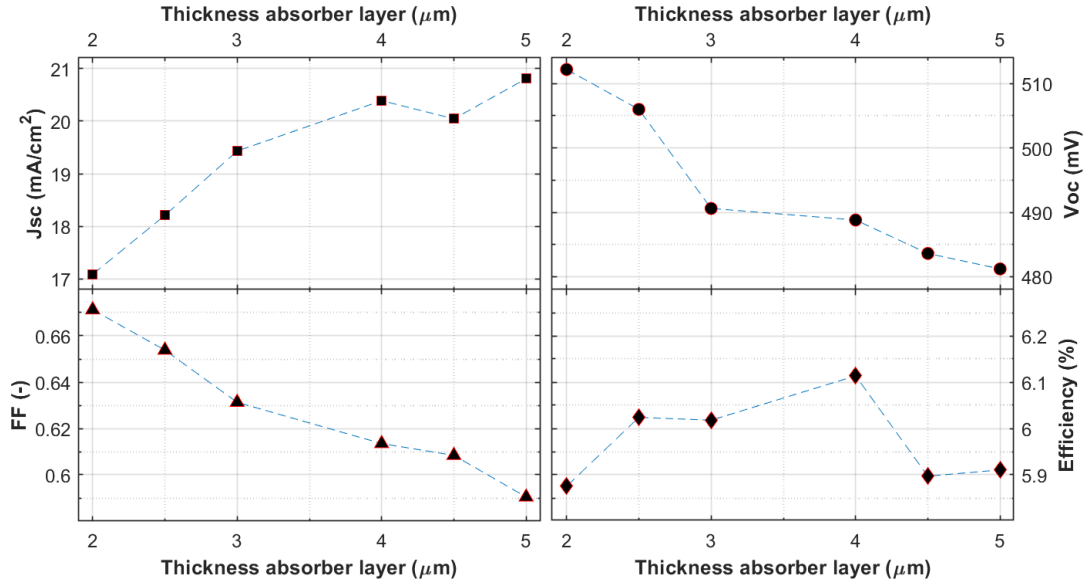 Thickness absorber layer (μm)
2 3 4 5
Thickness absorber layer (μm)
2 3 4 5
Jsc (mA/cm²)
21
20
19
18
17
510
500
490
480
Voc (mV)
FF (-)
0.66
0.64
0.62
0.6
6.2
6.1
6
5.9
Efficiency (%)
2 3 4 5
Thickness absorber layer (μm)
2 3 4 5
Thickness absorber layer (μm)